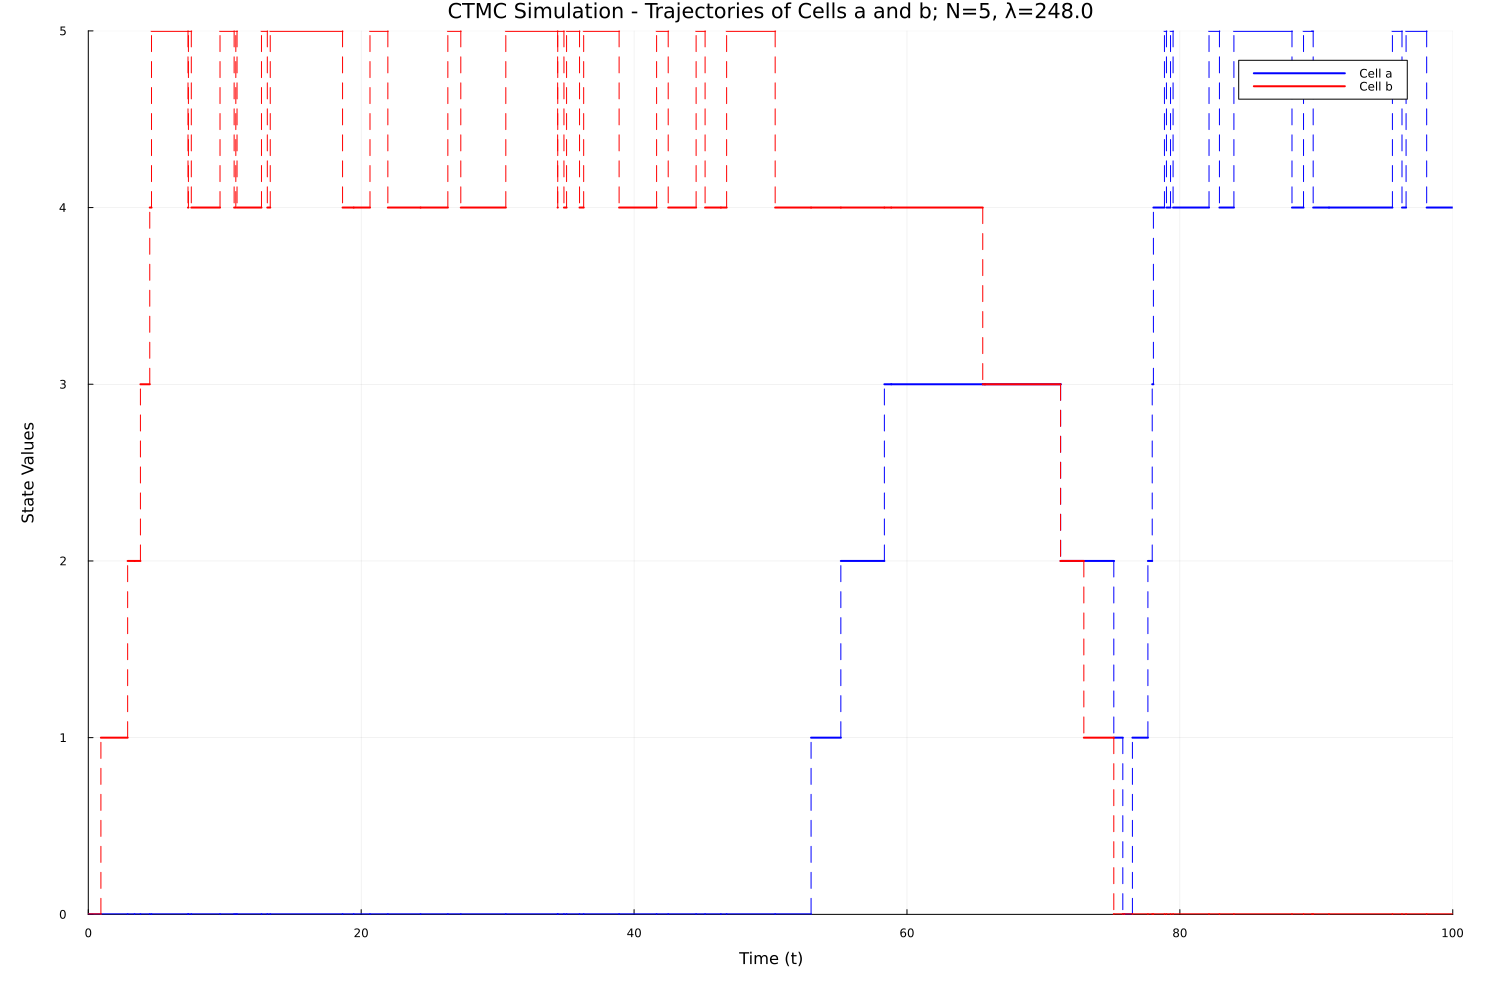 CTMC Simulation - Trajectories of Cells a and b; N=5, λ=248.0
5
4
3
2
1
0
State Values
Cell a
Cell b
0 20 40 60 80 100
Time (t)